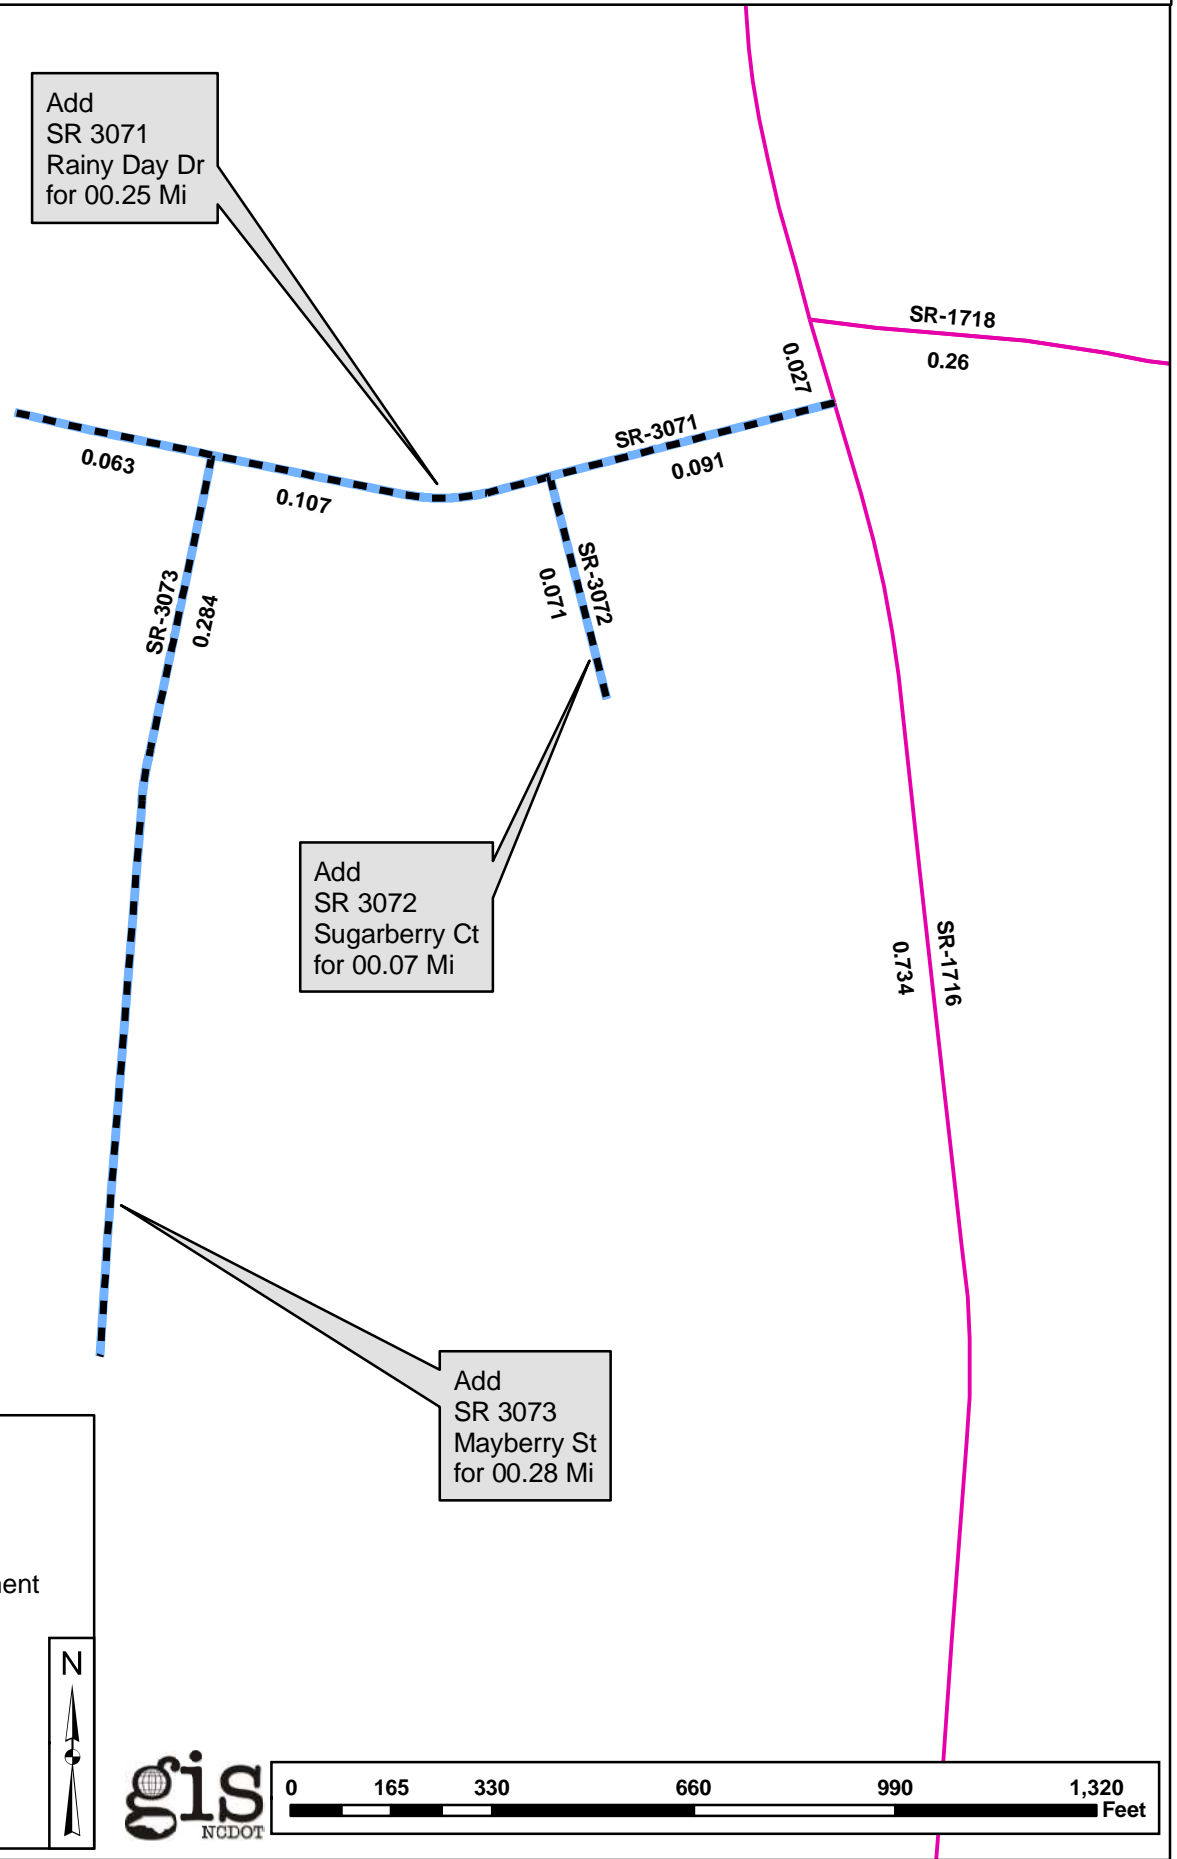 Add
SR 3071
Rainy Day Dr
for 00.25 Mi
SR-1718
0.26
0.027
SR-3071
0.091
0.063
0.107
SR-3073
0.284
SR-3072
0.071
Add
SR 3072
Sugarberry Ct
for 00.07 Mi
SR-1716
0.734
Add
SR 3073
Mayberry St
for 00.28 Mi
ent
N
gis
NCDOT
0 165 330 660 990 1,320
Feet